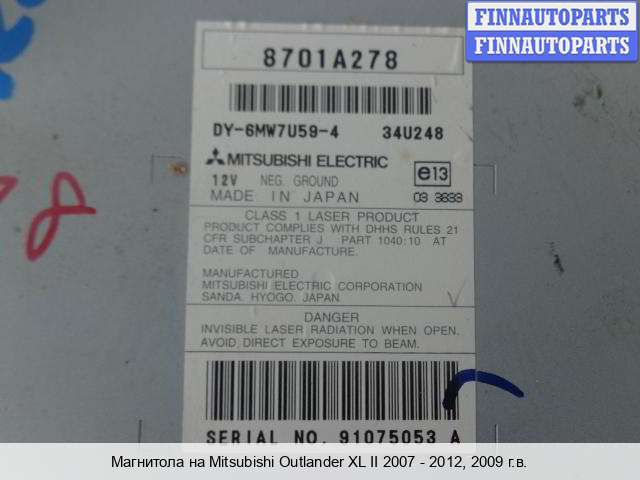 FINNAUTOPARTS
FINNAUTOPARTS
8701A278
DY-6MW7U59-4 34U248
MITSUBISHI ELECTRIC
e13
12V NEG. GROUND
MADE IN JAPAN 03 3633
CLASS 1 LASER PRODUCT
PRODUCT COMPLIES WITH DHHS RULES 21
CFR SUBCHAPTER J PART 1040:10 AT
DATE OF MANUFACTURE.
MANUFACTURED
MITSUBISHI ELECTRIC CORPORATION
SANDA. HYOGO. JAPAN
DANGER
INVISIBLE LASER RADIATION WHEN OPEN.
AVOID DIRECT EXPOSURE TO BEAM.
SERIAL NO. 91075053 A
8
Магнитола на Mitsubishi Outlander XL II 2007 - 2012, 2009 г.в.